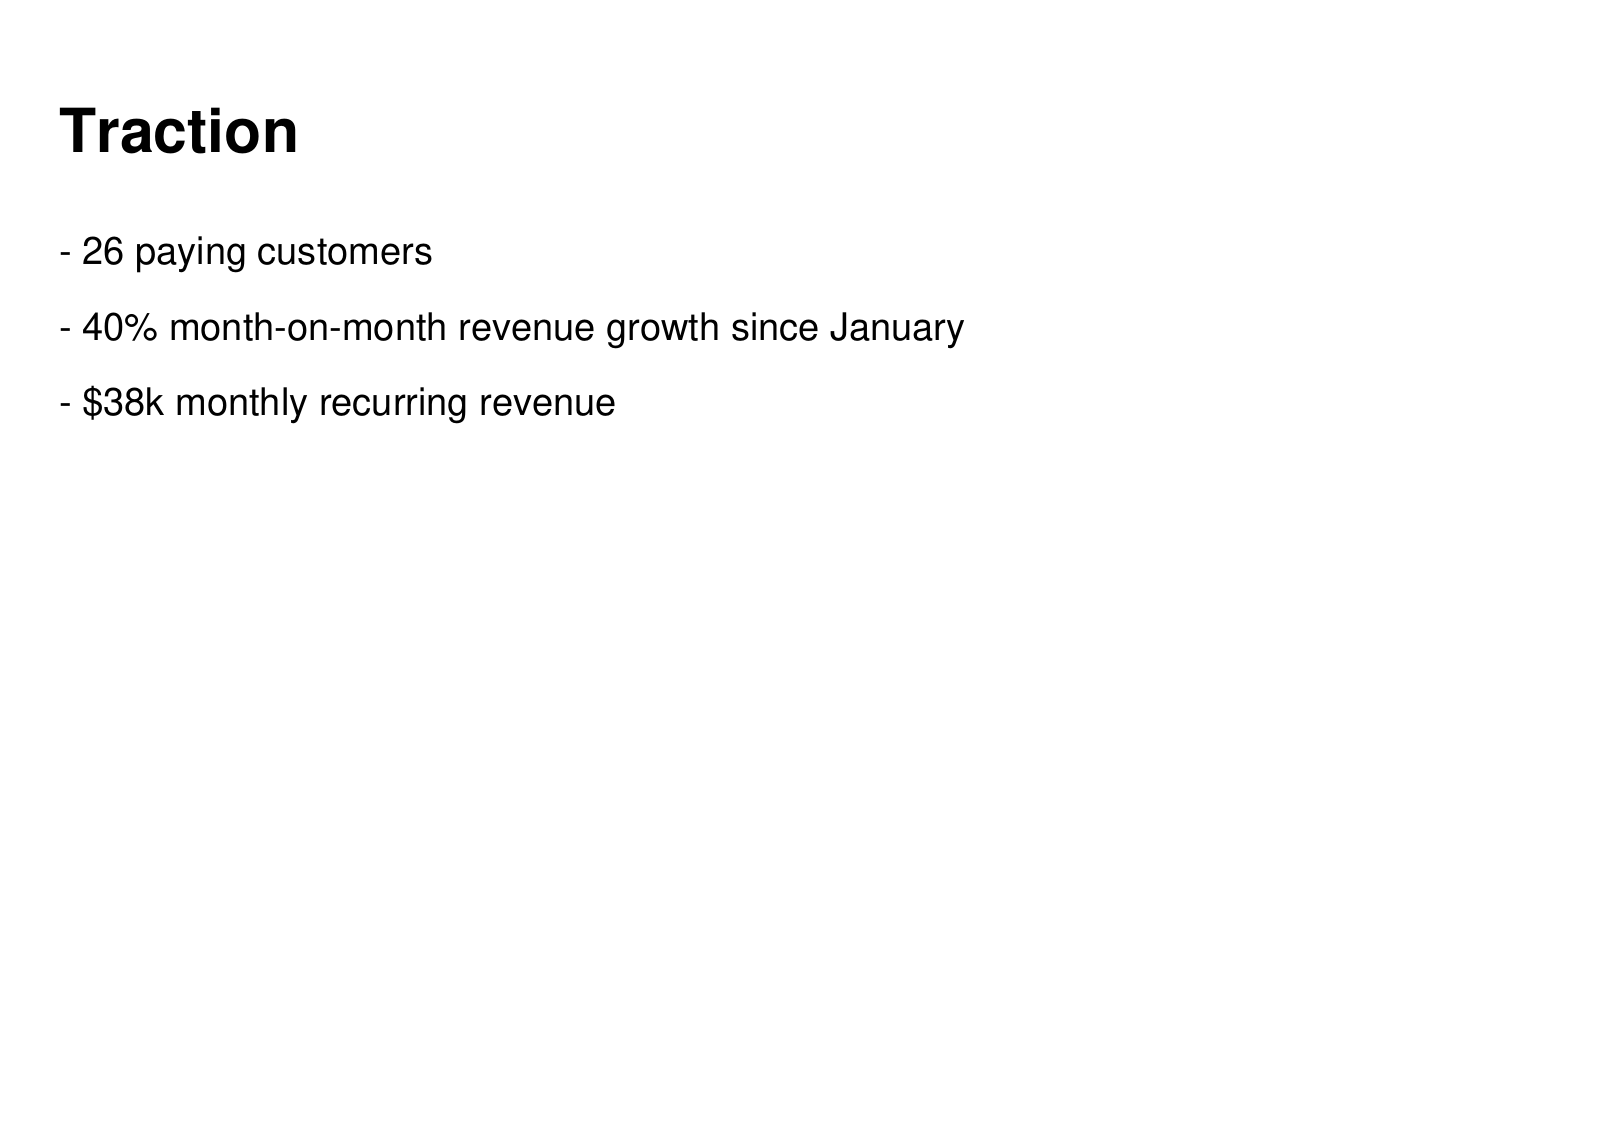 Traction
- 26 paying customers
- 40% month-on-month revenue growth since January
- $38k monthly recurring revenue